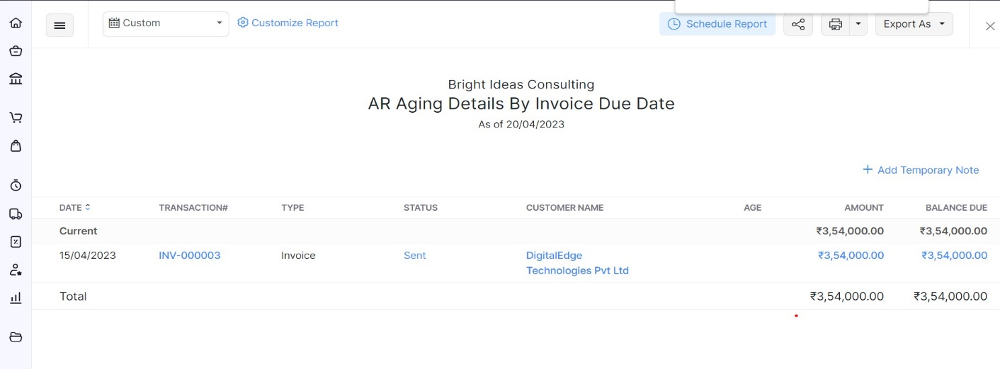 Custom Customize Report Schedule Report Export As
Bright Ideas Consulting
AR Aging Details By Invoice Due Date
As of 20/04/2023
+ Add Temporary Note
DATE TRANSACTION# TYPE STATUS CUSTOMER NAME AGE AMOUNT BALANCE DUE
Current ₹3,54,000.00 ₹3,54,000.00
15/04/2023 INV-000003 Invoice Sent DigitalEdge ₹3,54,000.00 ₹3,54,000.00
Technologies Pvt Ltd
Total ₹3,54,000.00 ₹3,54,000.00